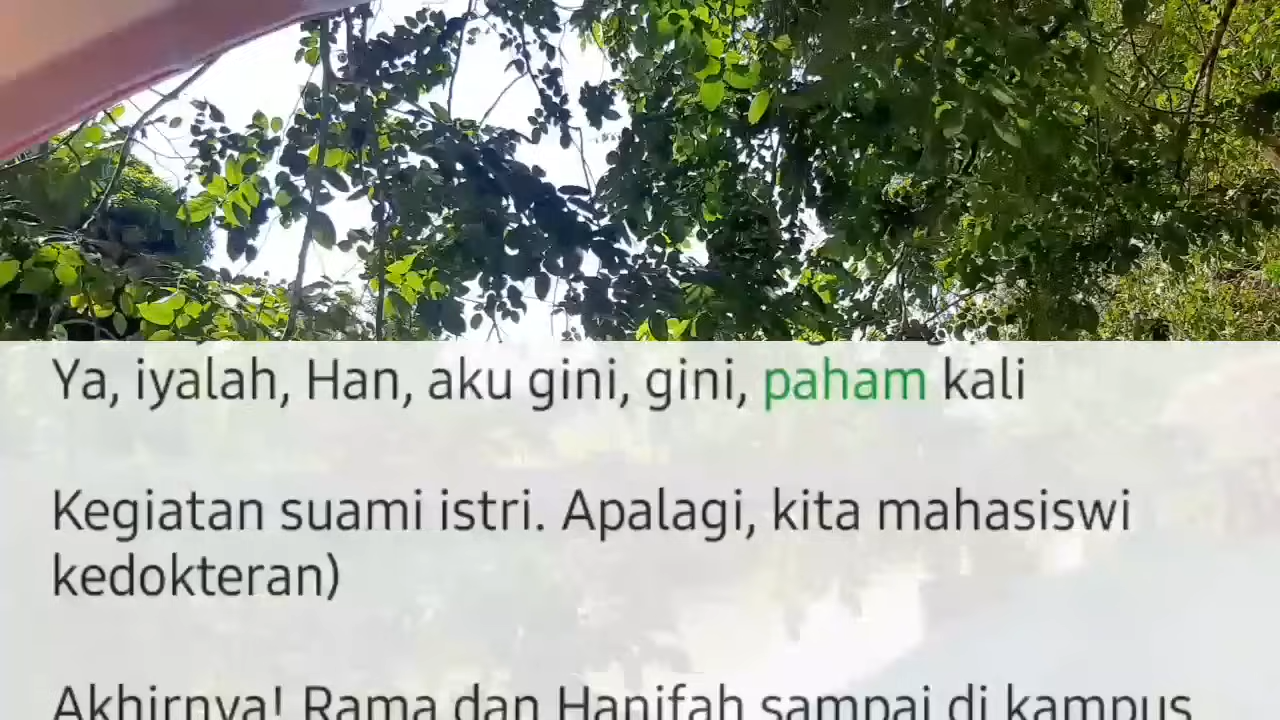 Ya, iyalah, Han, aku gini, gini, paham kali
Kegiatan suami istri. Apalagi, kita mahasiswi
kedokteran)
Akhirnya! Rama dan Hanifah sampai di kampus